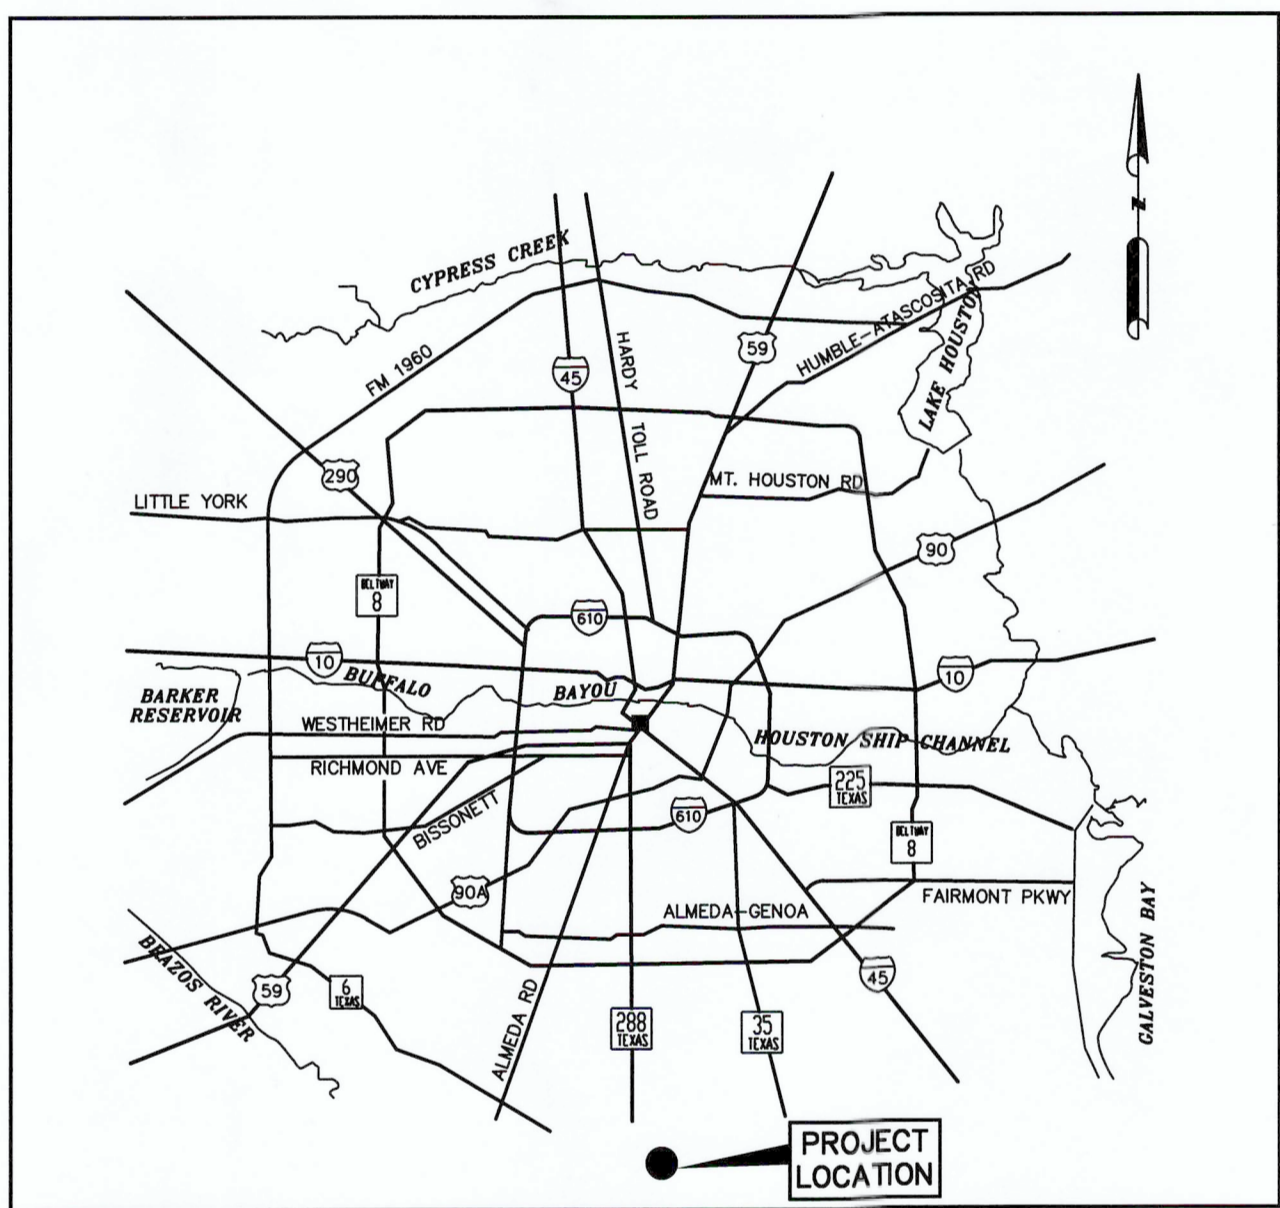 N
CYPRESS CREEK
HUMBLE-ATASCOSITA RD
FM 1960
HARDY
59
45
LAKE HOUSTON
TOLL ROAD
290
MT. HOUSTON RD
LITTLE YORK
90
BELTWAY
8
610
10
10
BUFFALO
BAYOU
BARKER
RESERVOIR
WESTHEIMER RD
HOUSTON SHIP CHANNEL
RICHMOND AVE
225
TEXAS
BISSONETT
610
BELTWAY
8
90A
FAIRMONT PKWY
ALMEDA-GENOA
GALVESTON BAY
BRAZOS RIVER
59
6
TEXAS
45
ALMEDA RD
288
TEXAS
35
TEXAS
PROJECT
LOCATION